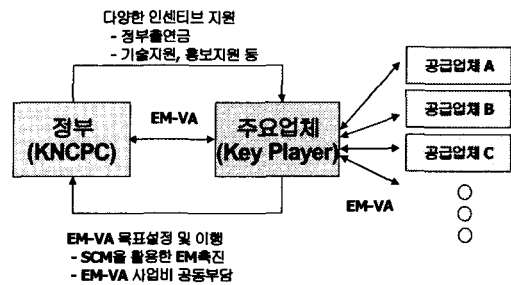 다양한 인센티브 지원
- 정부출연금
- 기술지원, 홍보지원 등
정부
(KNCPC)
EM-VA
주요업체
(Key Player)
공급업체 A
공급업체 B
공급업체 C
EM-VA
EM-VA 목표설정 및 이행
- SCM을 활용한 EM촉진
- EM-VA 사업비 공동부담